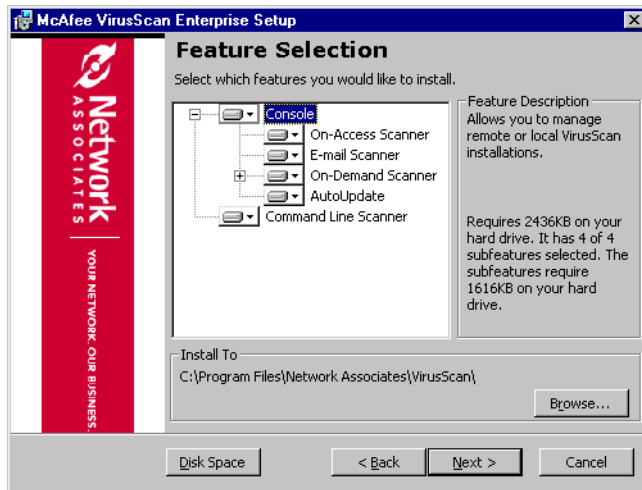 McAfee VirusScan Enterprise Setup
Network
ASSOCIATES
YOUR NETWORK. OUR BUSINESS.
Feature Selection
Select which features you would like to install.
Console
On-Access Scanner
E-mail Scanner
On-Demand Scanner
AutoUpdate
Command Line Scanner
Feature Description
Allows you to manage
remote or local VirusScan
installations.
Requires 2436KB on your
hard drive. It has 4 of 4
subfeatures selected. The
subfeatures require
1616KB on your hard
drive.
Install To
C:\Program Files\Network Associates\VirusScan\
Browse...
Disk Space
< Back
Next >
Cancel